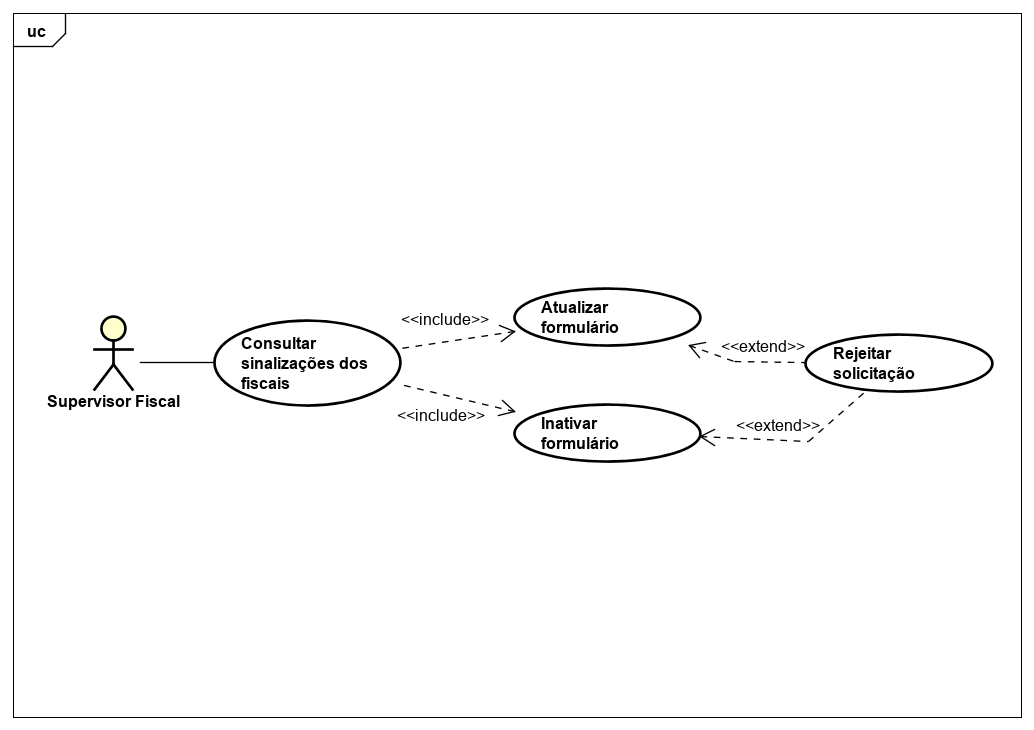 uc
Supervisor Fiscal
Consultar
sinalizações dos
fiscais
<<include>>
<<include>>
Atualizar
formulário
Inativar
formulário
<<extend>>
<<extend>>
Rejeitar
solicitação